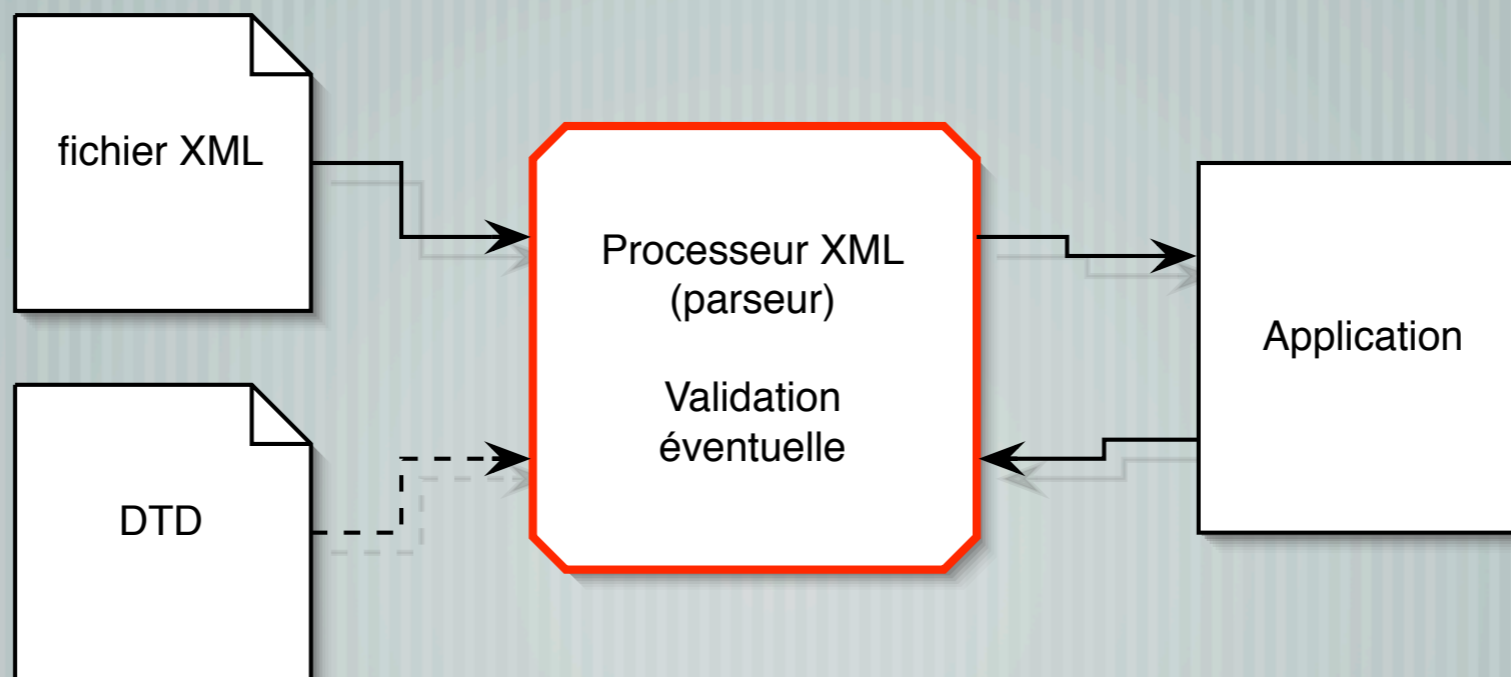 fichier XML
DTD
Processeur XML
(parseur)
Validation
éventuelle
Application